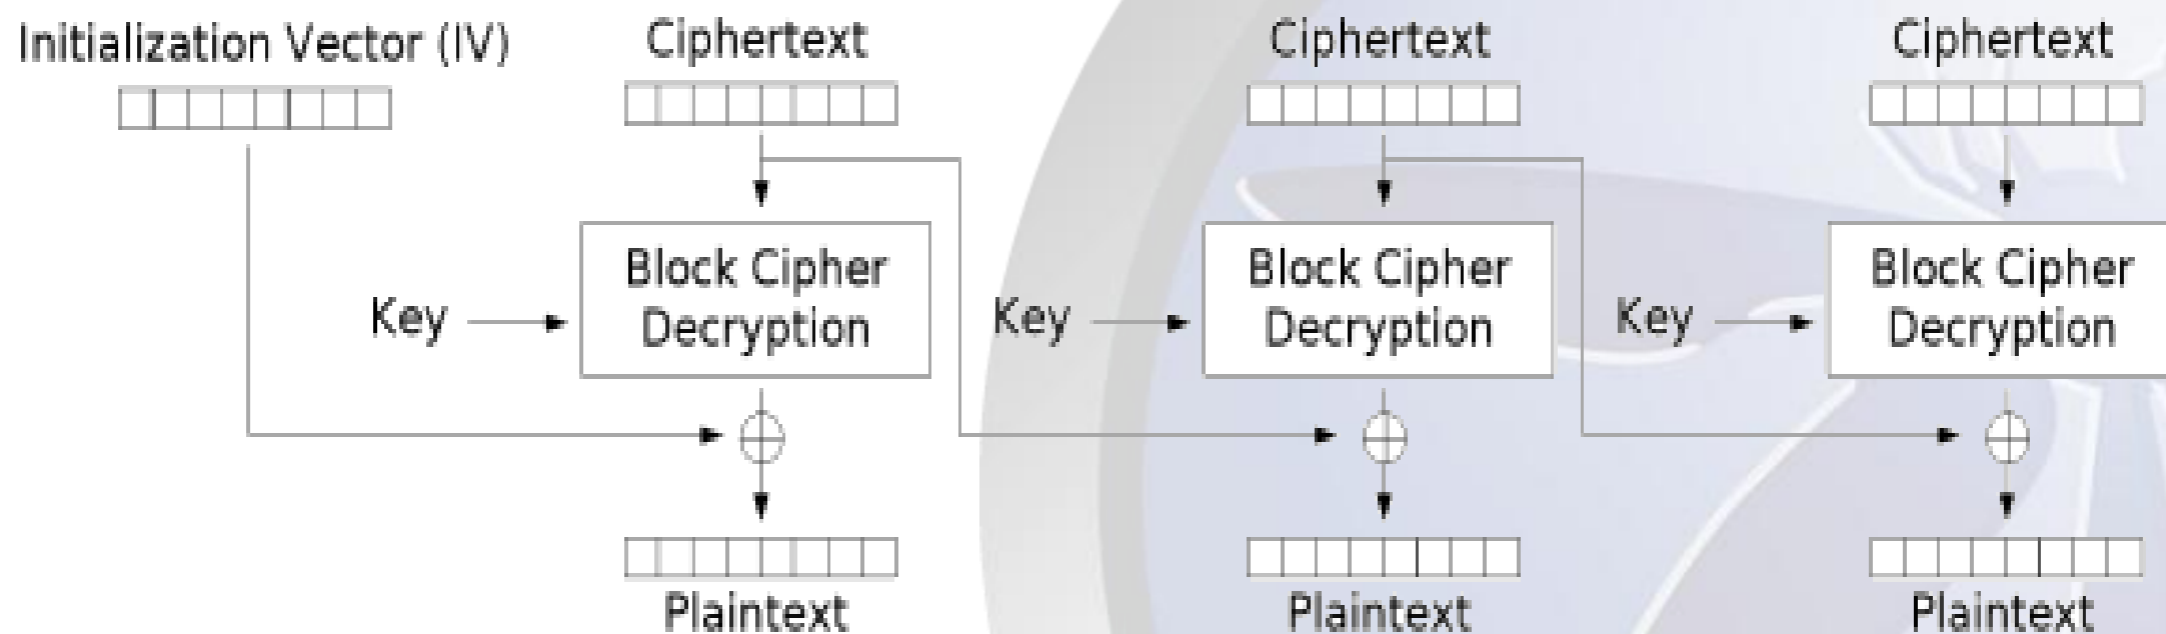 Initialization Vector (IV)
Ciphertext
Ciphertext
Ciphertext
Key
Block Cipher
Decryption
Key
Block Cipher
Decryption
Key
Block Cipher
Decryption
Plaintext
Plaintext
Plaintext